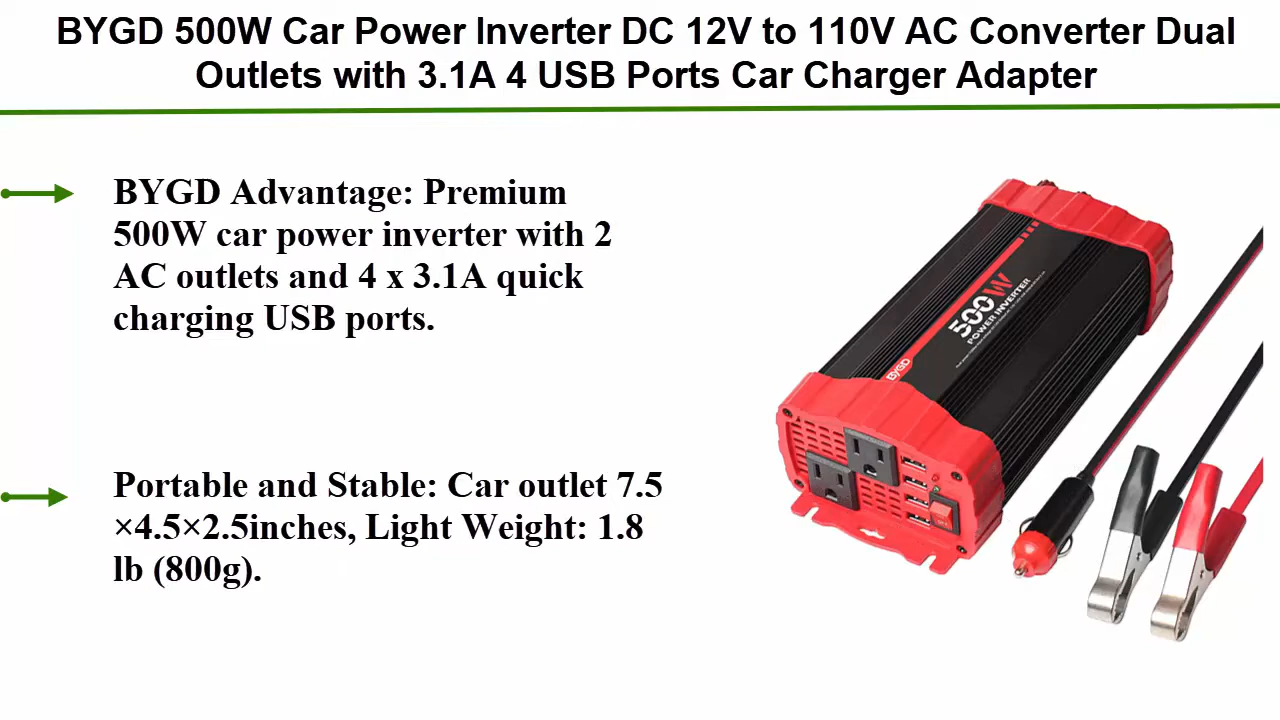 BYGD 500W Car Power Inverter DC 12V to 110V AC Converter Dual
Outlets with 3.1A 4 USB Ports Car Charger Adapter
BYGD Advantage: Premium
500W car power inverter with 2
AC outlets and 4 x 3.1A quick
charging USB ports.
Portable and Stable: Car outlet 7.5
×4.5×2.5inches, Light Weight: 1.8
lb (800g).
500W
POWER INVERTER
BYGD